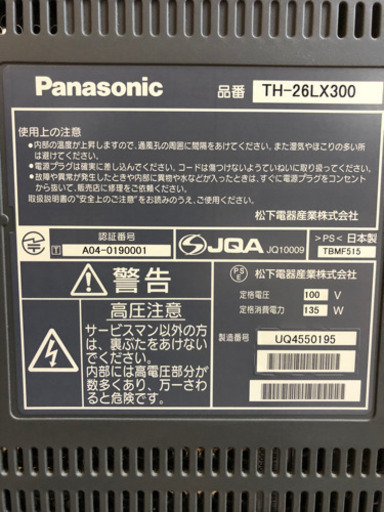 Panasonic 品番 TH-26LX300
使用上の注意
●内部の温度が上昇しますので、通風孔の周囲に間隔をあけてください。また湿気やほこりの多い所
は避けてください。
●電源プラグは確実に差し込んでください。コードは傷つけないようていねいに取り扱ってください。
●故障や異常が発生したときや内部に異物や水などが入ったときは、すぐに電源プラグをコンセント
から抜いて、販売店に修理をご依頼ください。
取扱説明書の“安全上のご注意”をお読みのうえ、ご使用ください。
松下電器産業株式会社
認証番号
A04-0190001
JQA JQ10009
>PS< 日本製
TBMF515
警告
高圧注意
サービスマン以外の方
は、裏ぶたをあけない
でください。
内部には高電圧部分が
数多くあり、万一さわ
ると危険です。
PS
E
松下電器産業株式会社
定格電圧 100 V
定格消費電力 135 W
製造番号 UQ4550195